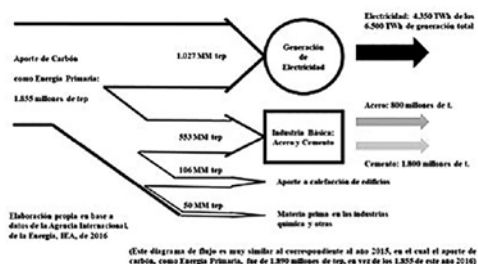 Electricidad: 4.350 TWh de los
6.500 TWh de generación total
Generación
de
Electricidad
1.027 MM tep
Aporte de Carbón
como Energía Primaria:
1.855 millones de tep
Acero: 800 millones de t.
Industria Básica:
Acero y Cemento
553 MM tep
Cemento: 1.800 millones de t.
106 MM tep
Aporte a calefacción de edificios
50 MM tep
Materia prima en las industrias
química y otras
Elaboración propia en base a
datos de la Agencia Internacional,
de la Energía, IEA, de 2016
(Este diagrama de flujo es muy similar al correspondiente al año 2015, en el cual el aporte de
carbón, como Energía Primaria, fue de 1.890 millones de tep, en vez de los 1.855 de este año 2016)